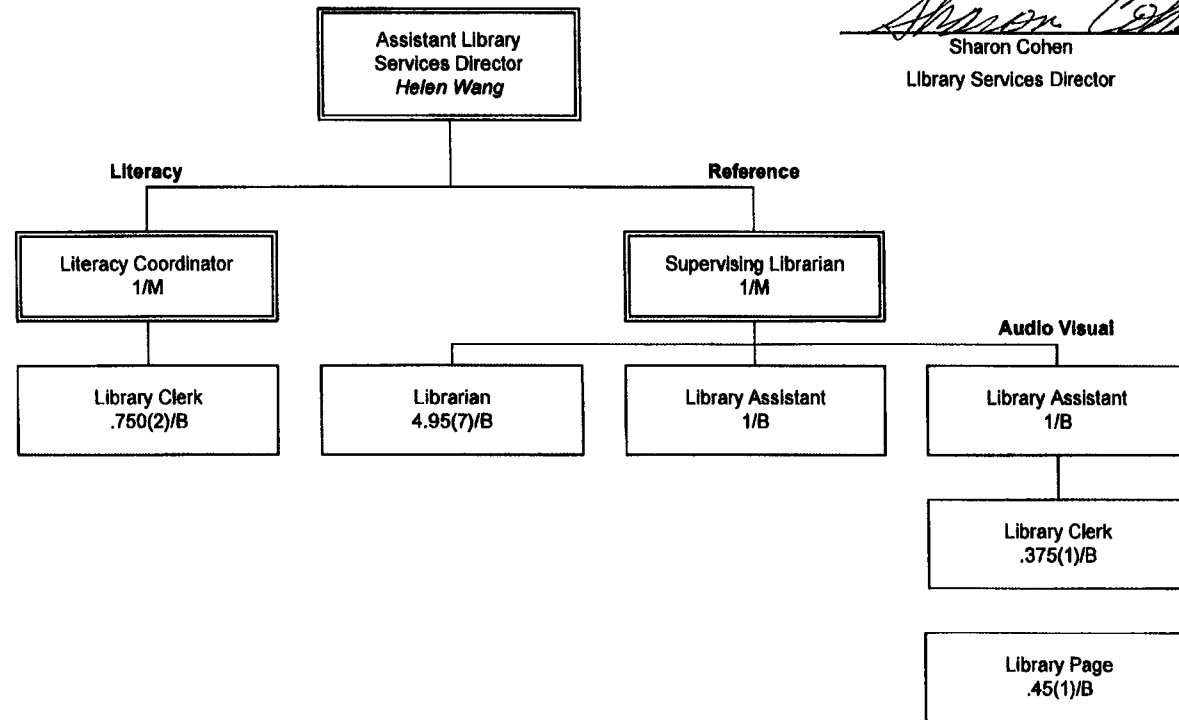 Assistant Library
Services Director
Helen Wang
Sharon Cohen
Library Services Director
Literacy
Reference
Literacy Coordinator
1/M
Supervising Librarian
1/M
Audio Visual
Library Clerk
.750(2)/B
Librarian
4.95(7)/B
Library Assistant
1/B
Library Assistant
1/B
Library Clerk
.375(1)/B
Library Page
.45(1)/B